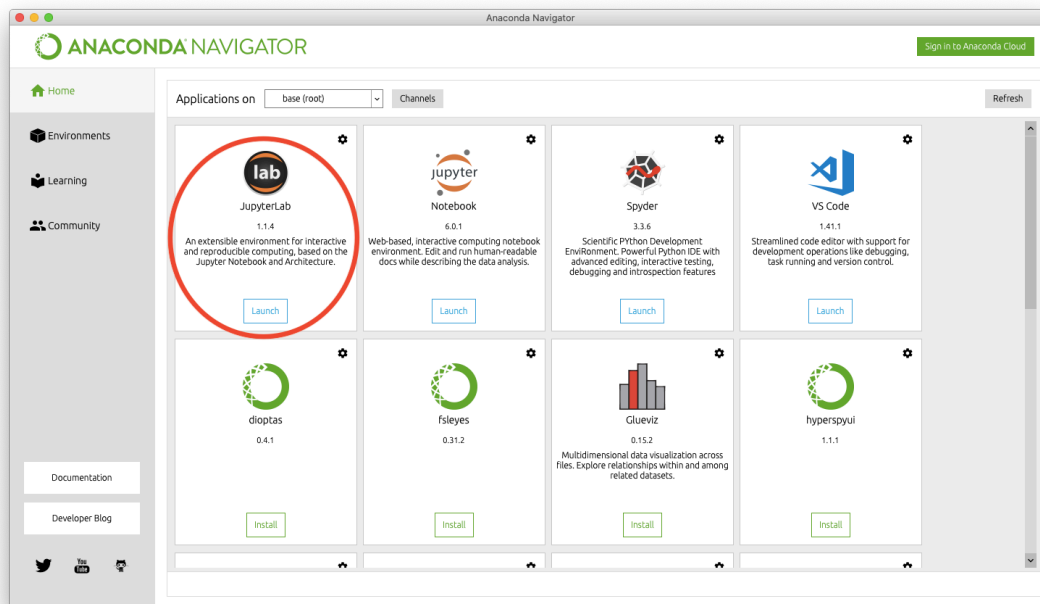 Anaconda Navigator
ANACONDA NAVIGATOR
Sign in to Anaconda Cloud
Home
Environments
Learning
Community
Documentation
Developer Blog
You
Tube
Applications on
base (root)
Channels
Refresh
lab
JupyterLab
1.1.4
An extensible environment for interactive
and reproducible computing, based on the
Jupyter Notebook and Architecture.
Launch
jupyter
Notebook
6.0.1
Web-based, interactive computing notebook
environment. Edit and run human-readable
docs while describing the data analysis.
Launch
Spyder
3.3.6
Scientific PYthon Development
EnviRonment. Powerful Python IDE with
advanced editing, interactive testing,
debugging and introspection features
Launch
VS Code
1.41.1
Streamlined code editor with support for
development operations like debugging,
task running and version control.
Launch
dioptas
0.4.1
Install
fsleyes
0.31.2
Install
Glueviz
0.15.2
Multidimensional data visualization across
files. Explore relationships within and among
related datasets.
Install
hyperspyui
1.1.1
Install